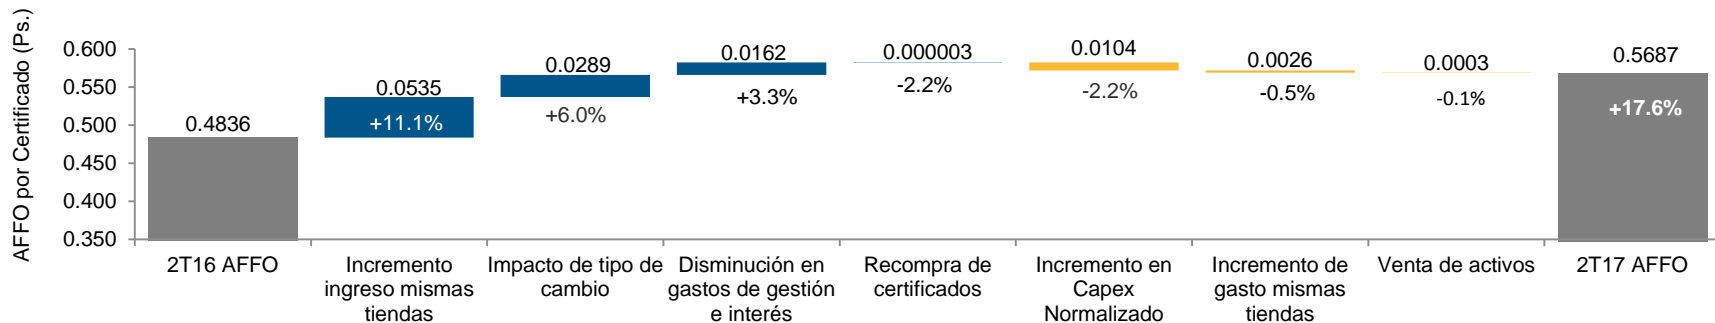 AFFO por Certificado (Ps.)
0.600
0.550
0.500
0.450
0.400
0.350
0.4836
0.0535
+11.1%
0.0289
+6.0%
0.0162
+3.3%
0.000003
-2.2%
0.0104
-2.2%
0.0026
-0.5%
0.0003
-0.1%
0.5687
+17.6%
2T16 AFFO
Incremento
ingreso mismas
tiendas
Impacto de tipo de
cambio
Disminución en
gastos de gestión
e interés
Recompra de
certificados
Incremento en
Capex
Normalizado
Incremento de
gasto mismas
tiendas
Venta de activos
2T17 AFFO